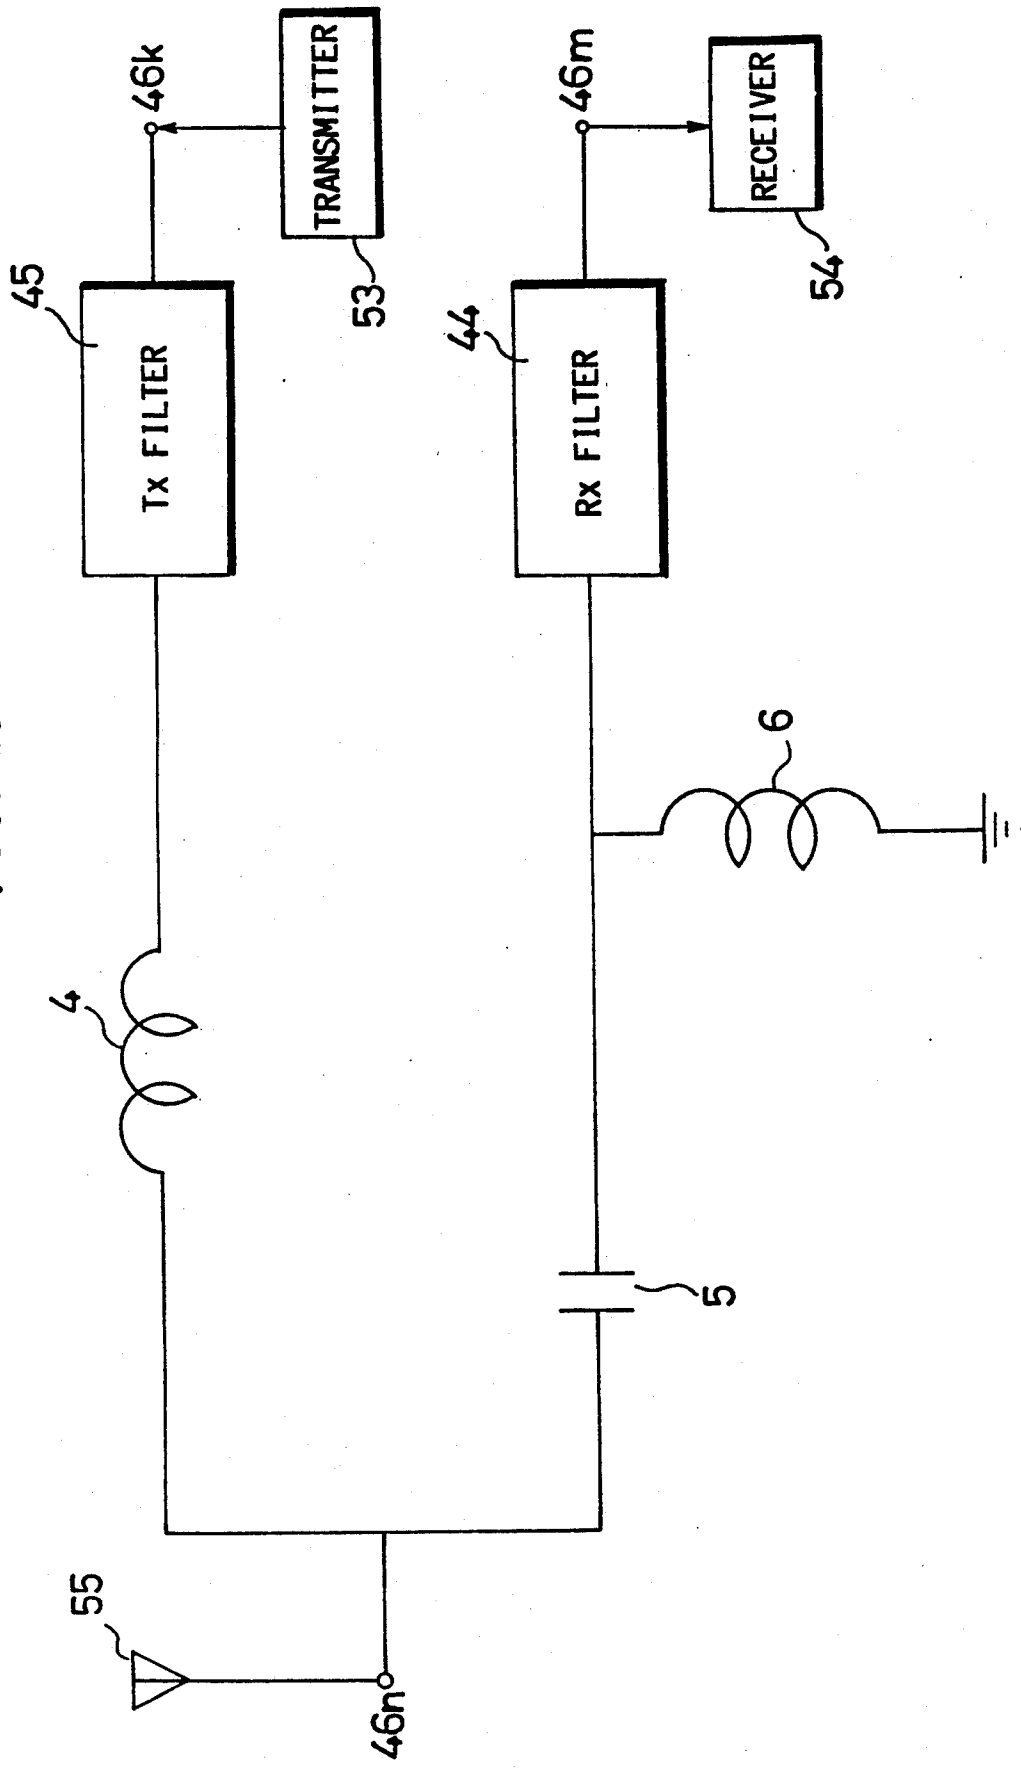 46k
TRANSMITTER
53
45
Tx FILTER
46m
RECEIVER
54
44
Rx FILTER
4
6
5
55
46n